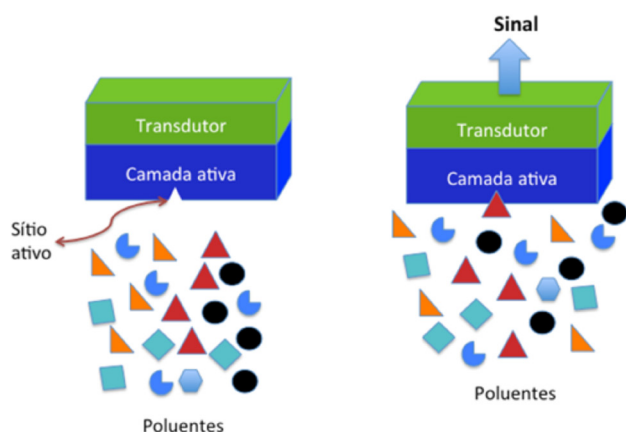 Sinal
Transdutor
Camada ativa
Sítio
ativo
Poluentes
Transdutor
Camada ativa
Poluentes